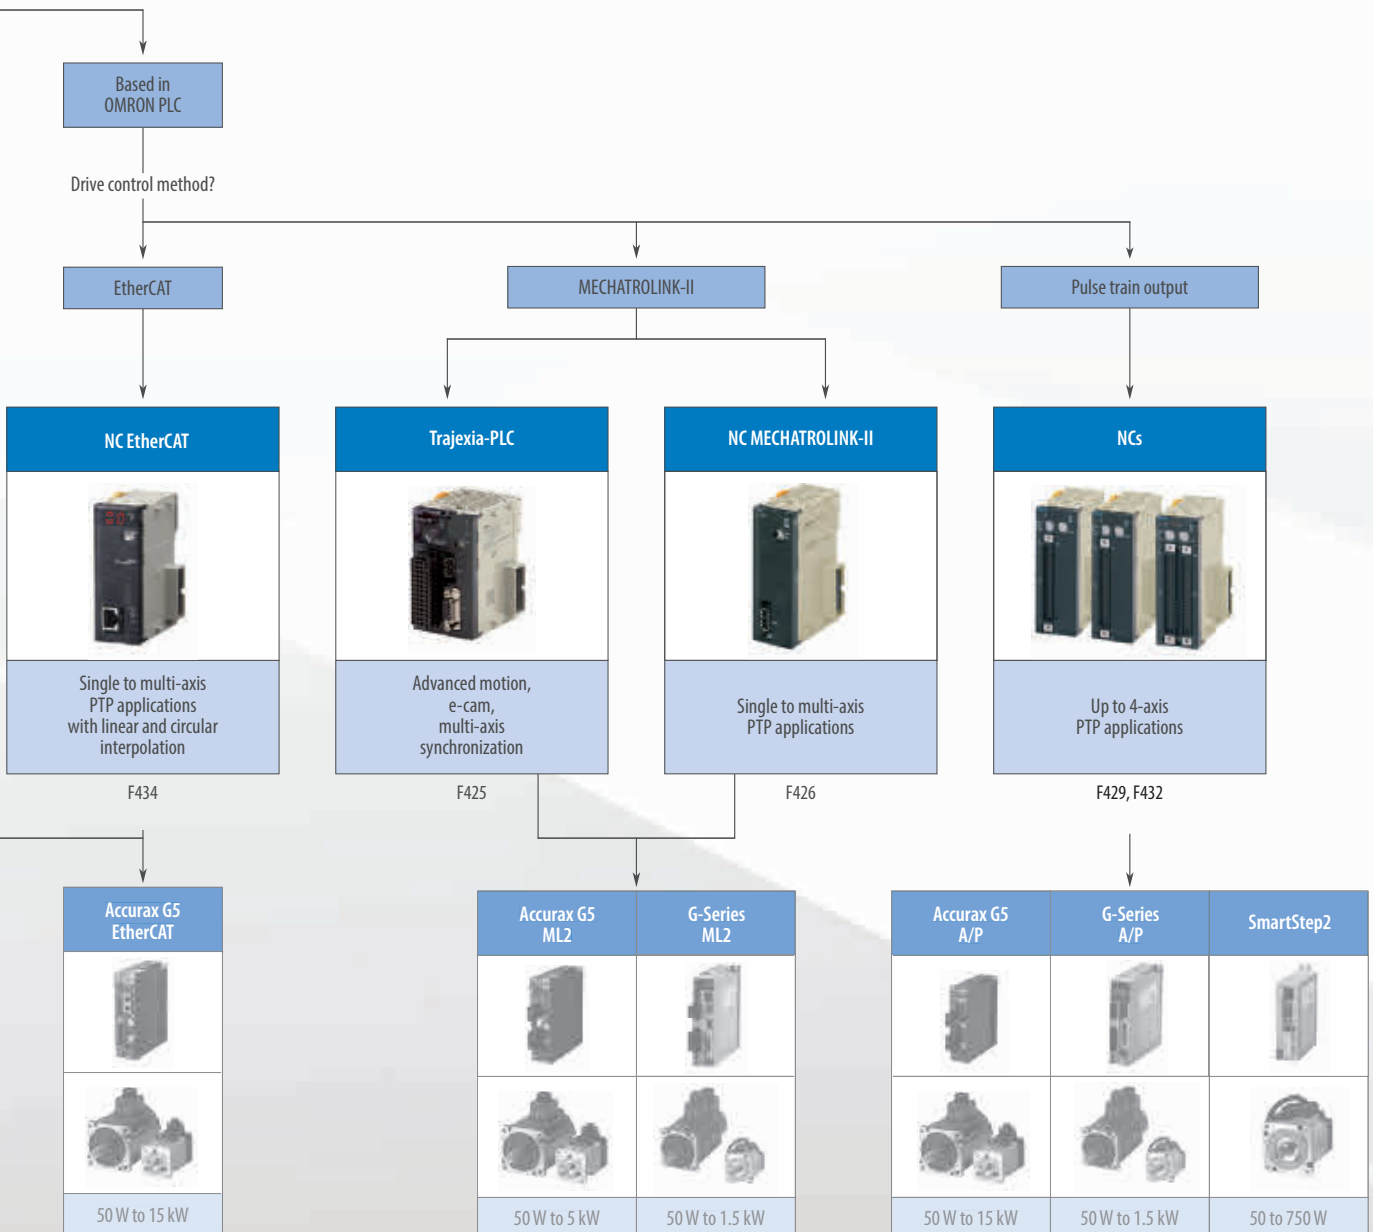 Based in
OMRON PLC
Drive control method?
EtherCAT
MECHATROLINK-II
Pulse train output
NC EtherCAT
Trajexia-PLC
NC MECHATROLINK-II
NCs
Single to multi-axis
PTP applications
with linear and circular
interpolation
Advanced motion,
e-cam,
multi-axis
synchronization
Single to multi-axis
PTP applications
Up to 4-axis
PTP applications
F434
F425
F426
F429, F432
Accurax G5
EtherCAT
Accurax G5
ML2
G-Series
ML2
Accurax G5
A/P
G-Series
A/P
SmartStep2
50 W to 15 kW
50 W to 5 kW
50 W to 1.5 kW
50 W to 15 kW
50 W to 1.5 kW
50 to 750 W